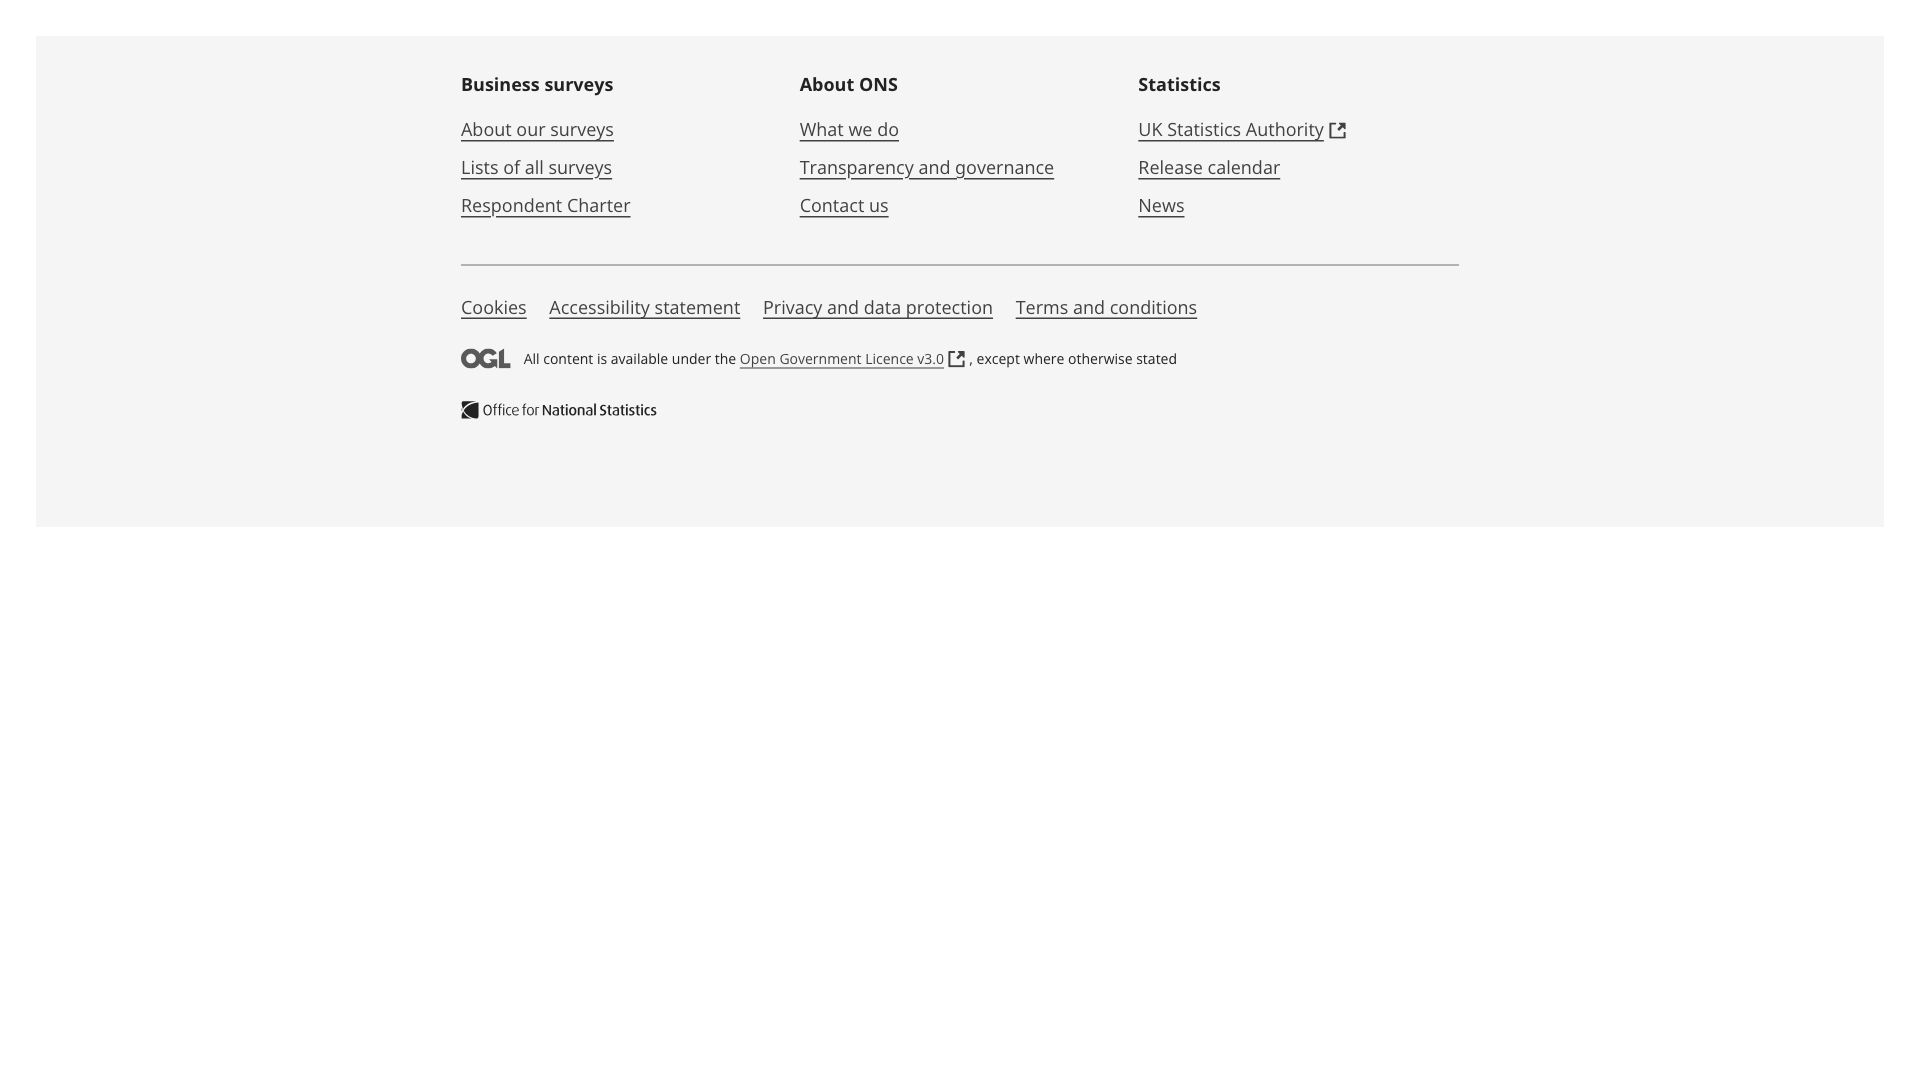 Business surveys
About our surveys
Lists of all surveys
Respondent Charter
About ONS
What we do
Transparency and governance
Contact us
Statistics
UK Statistics Authority
Release calendar
News
Cookies Accessibility statement Privacy and data protection Terms and conditions
OGL All content is available under the Open Government Licence v3.0 , except where otherwise stated
Office for National Statistics